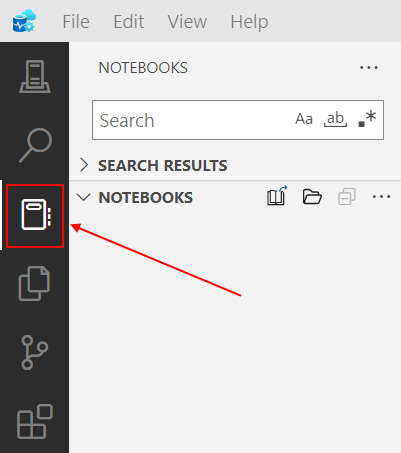 File Edit View Help
NOTEBOOKS ···
Search Aa ab .*
SEARCH RESULTS
NOTEBOOKS ···